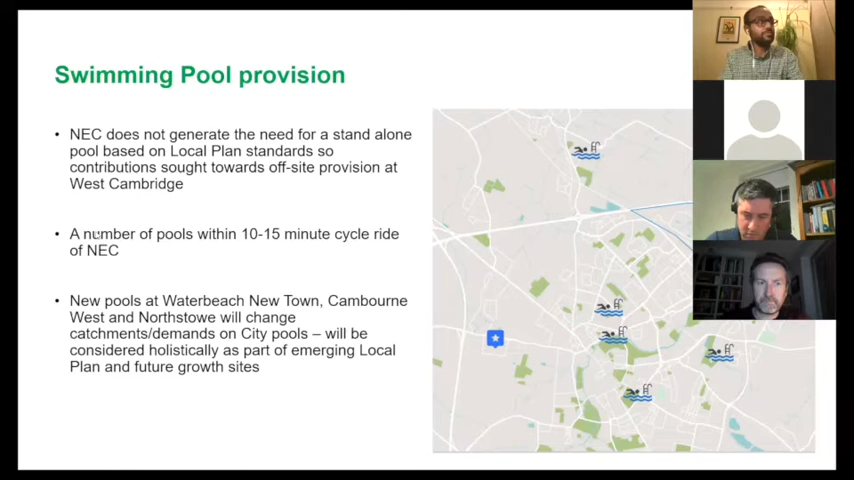 Swimming Pool provision
• NEC does not generate the need for a stand alone
pool based on Local Plan standards so
contributions sought towards off-site provision at
West Cambridge
• A number of pools within 10-15 minute cycle ride
of NEC
• New pools at Waterbeach New Town, Cambourne
West and Northstowe will change
catchments/demands on City pools – will be
considered holistically as part of emerging Local
Plan and future growth sites